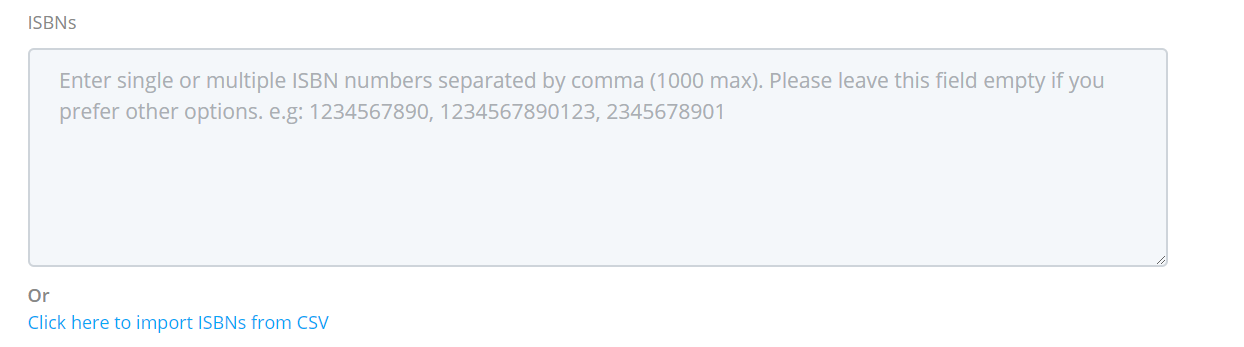 ISBNs
Enter single or multiple ISBN numbers separated by comma (1000 max). Please leave this field empty if you
prefer other options. e.g: 1234567890, 1234567890123, 2345678901
Or
Click here to import ISBNs from CSV